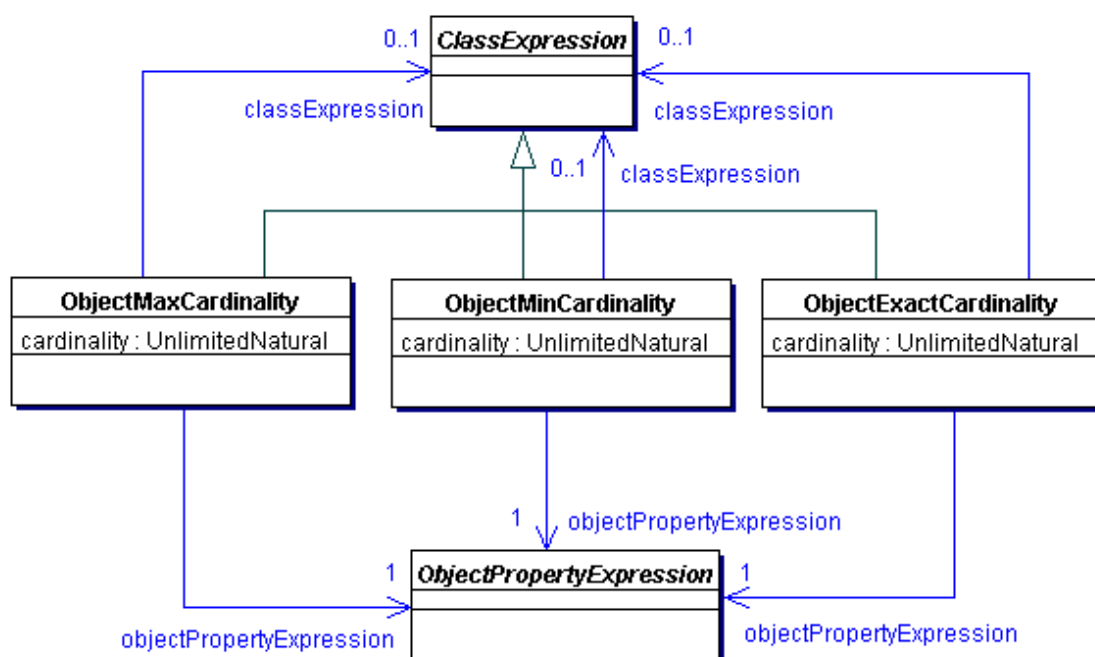 0..1
ClassExpression
0..1
classExpression
classExpression
0..1
classExpression
ObjectMaxCardinality
cardinality : UnlimitedNatural
ObjectMinCardinality
cardinality : UnlimitedNatural
ObjectExactCardinality
cardinality : UnlimitedNatural
1
objectPropertyExpression
1
ObjectPropertyExpression
1
objectPropertyExpression
objectPropertyExpression